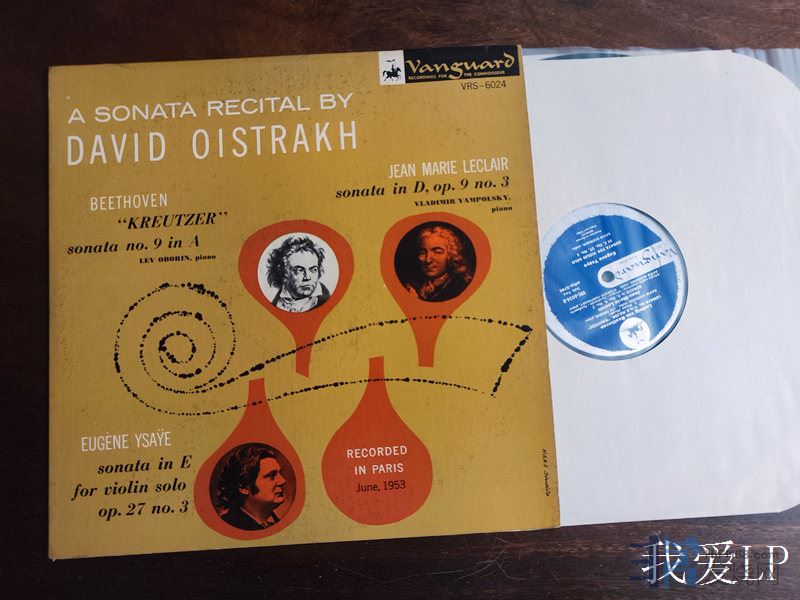 Vanguard
RECORDINGS FOR THE CONNOISSEUR
VRS-6024
A SONATA RECITAL BY
DAVID OISTRAKH
JEAN MARIE LECLAIR
sonata in D, op. 9 no. 3
VLADIMIR YAMPOLSKY,
piano
BEETHOVEN
"KREUTZER"
sonata no. 9 in A
LEV OBORIN, piano
EUGÈNE YSAŸE
sonata in E
for violin solo
op. 27 no. 3
RECORDED
IN PARIS
June, 1953
Vanguard
我爱LP